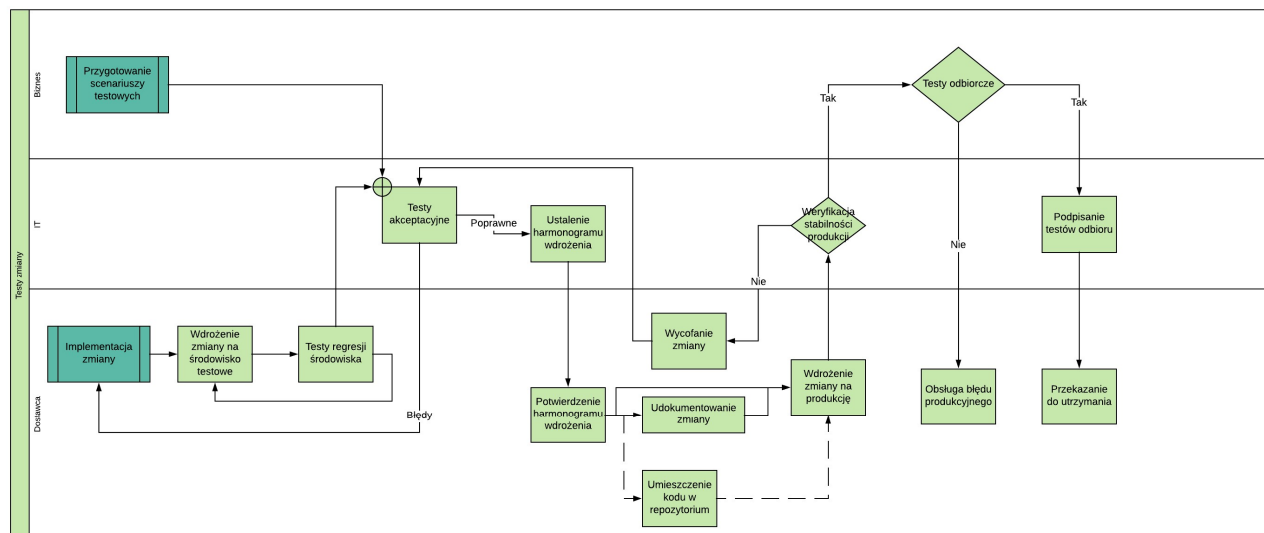 Testy zmiany
Biznes
Przygotowanie
scenariuszy
testowych
Tak
Testy odbiorcze
Tak
IT
Testy
akceptacyjne
Poprawne
Ustalenie
harmonogramu
wdrożenia
Weryfikacja
stabilności
produkcji
Nie
Nie
Podpisanie
testów odbioru
Dostawca
Implementacja
zmiany
Wdrożenie
zmiany na
środowisko
testowe
Testy regresji
środowiska
Błędy
Potwierdzenie
harmonogramu
wdrożenia
Wycofanie
zmiany
Udokumentowanie
zmiany
Umieszczenie
kodu w
repozytorium
Wdrożenie
zmiany na
produkcję
Obsługa błędu
produkcyjnego
Przekazanie
do utrzymania